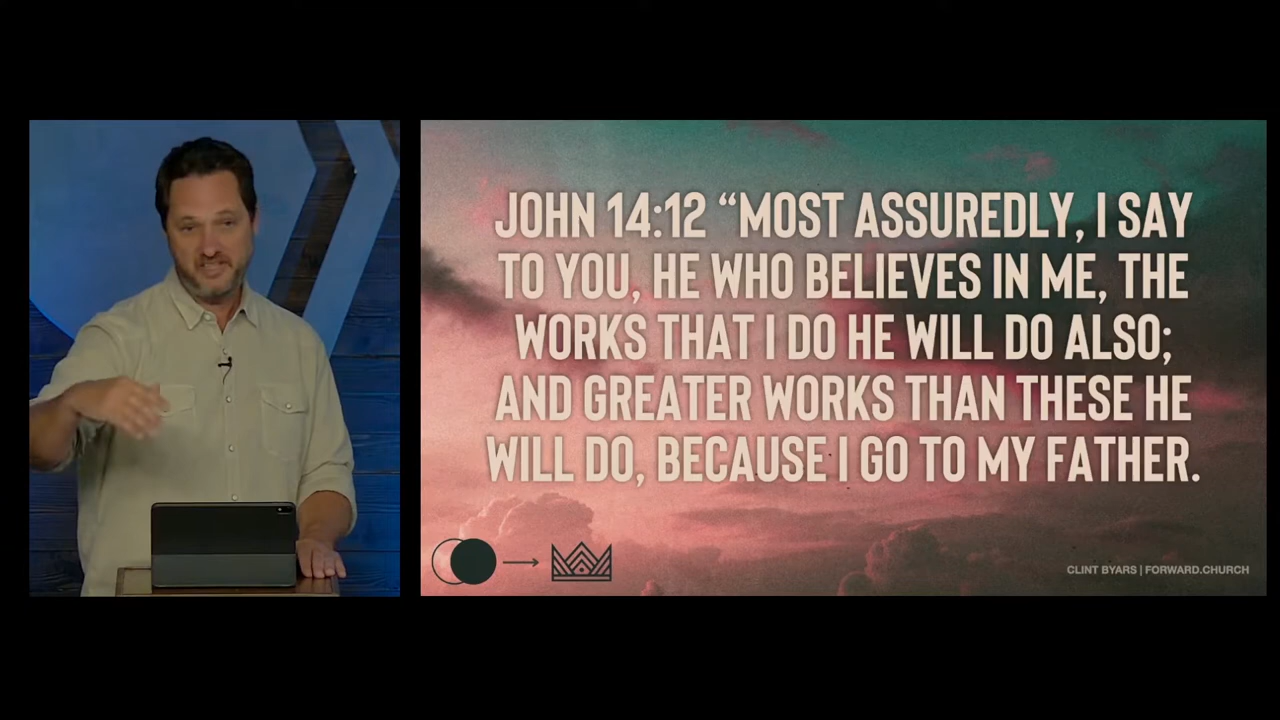 JOHN 14:12 “MOST ASSUREDLY, I SAY
TO YOU, HE WHO BELIEVES IN ME, THE
WORKS THAT I DO HE WILL DO ALSO;
AND GREATER WORKS THAN THESE HE
WILL DO, BECAUSE I GO TO MY FATHER.
CLINT BYARS | FORWARD.CHURCH